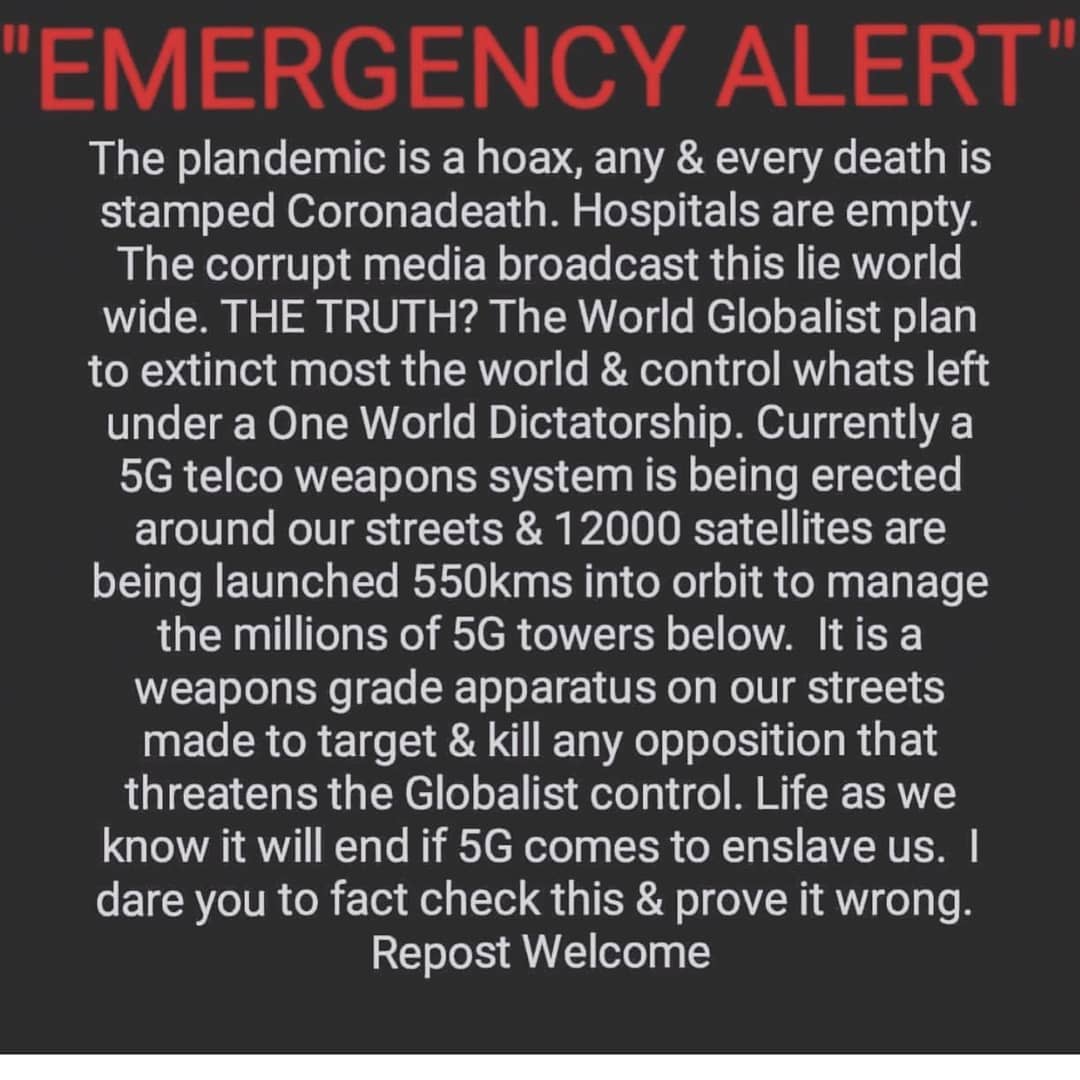 "EMERGENCY ALERT"
The plandemic is a hoax, any & every death is
stamped Coronadeath. Hospitals are empty.
The corrupt media broadcast this lie world
wide. THE TRUTH? The World Globalist plan
to extinct most the world & control whats left
under a One World Dictatorship. Currently a
5G telco weapons system is being erected
around our streets & 12000 satellites are
being launched 550kms into orbit to manage
the millions of 5G towers below.  It is a
weapons grade apparatus on our streets
made to target & kill any opposition that
threatens the Globalist control. Life as we
know it will end if 5G comes to enslave us.  I
dare you to fact check this & prove it wrong.
Repost Welcome